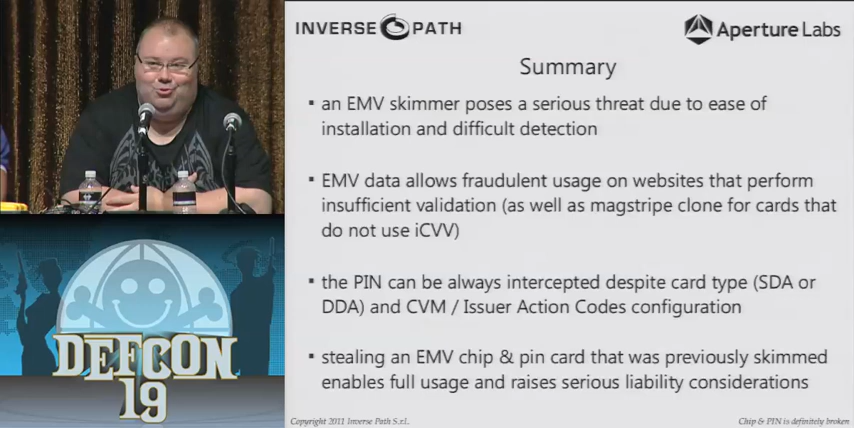 INVERSE PATH
Aperture Labs
Summary
▪ an EMV skimmer poses a serious threat due to ease of
installation and difficult detection
▪ EMV data allows fraudulent usage on websites that perform
insufficient validation (as well as magstripe clone for cards that
do not use iCVV)
▪ the PIN can be always intercepted despite card type (SDA or
DDA) and CVM / Issuer Action Codes configuration
▪ stealing an EMV chip & pin card that was previously skimmed
enables full usage and raises serious liability considerations
Copyright 2011 Inverse Path S.r.l.
Chip & PIN is definitely broken
DEFCON
19